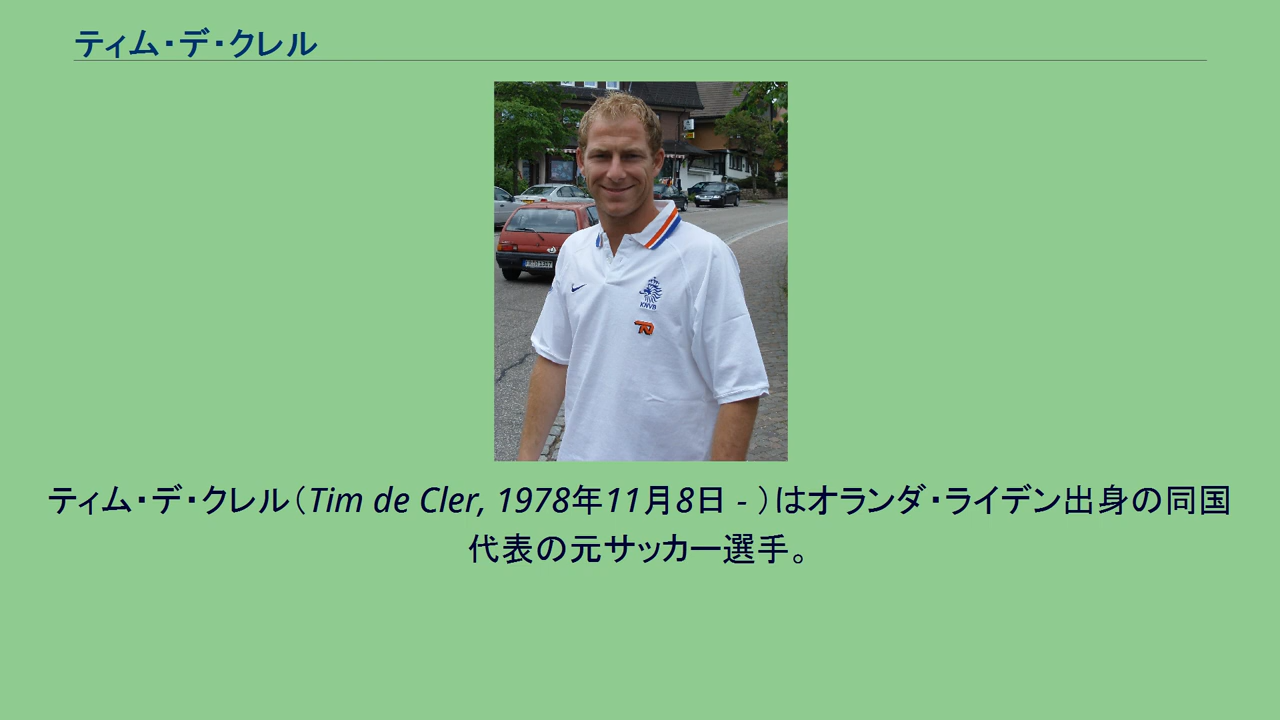 ティム・デ・クレル
KNVB
ティム・デ・クレル（Tim de Cler, 1978年11月8日 - ）はオランダ・ライデン出身の同国
代表の元サッカー選手。